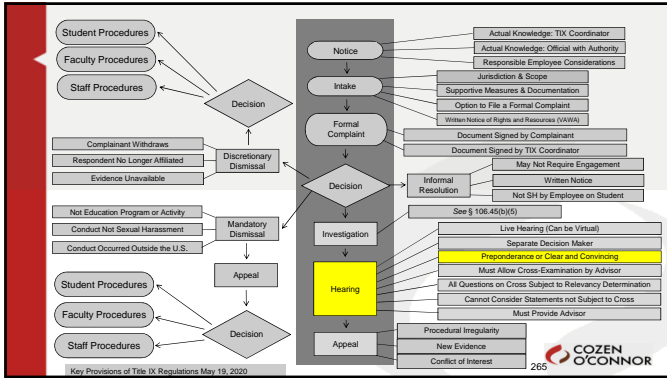 Student Procedures
Faculty Procedures
Staff Procedures
Decision
Complainant Withdraws
Respondent No Longer Affiliated
Evidence Unavailable
Discretionary
Dismissal
Not Education Program or Activity
Conduct Not Sexual Harassment
Conduct Occurred Outside the U.S.
Mandatory
Dismissal
Appeal
Student Procedures
Faculty Procedures
Staff Procedures
Decision
Notice
Intake
Formal
Complaint
Decision
Investigation
Hearing
Appeal
Actual Knowledge: TIX Coordinator
Actual Knowledge: Official with Authority
Responsible Employee Considerations
Jurisdiction & Scope
Supportive Measures & Documentation
Option to File a Formal Complaint
Written Notice of Rights and Resources (VAWA)
Document Signed by Complainant
Document Signed by TIX Coordinator
Informal
Resolution
May Not Require Engagement
Written Notice
Not SH by Employee on Student
See § 106.45(b)(5)
Live Hearing (Can be Virtual)
Separate Decision Maker
Preponderance or Clear and Convincing
Must Allow Cross-Examination by Advisor
All Questions on Cross Subject to Relevancy Determination
Cannot Consider Statements not Subject to Cross
Must Provide Advisor
Procedural Irregularity
New Evidence
Conflict of Interest
Key Provisions of Title IX Regulations May 19, 2020
265
COZEN
O'CONNOR